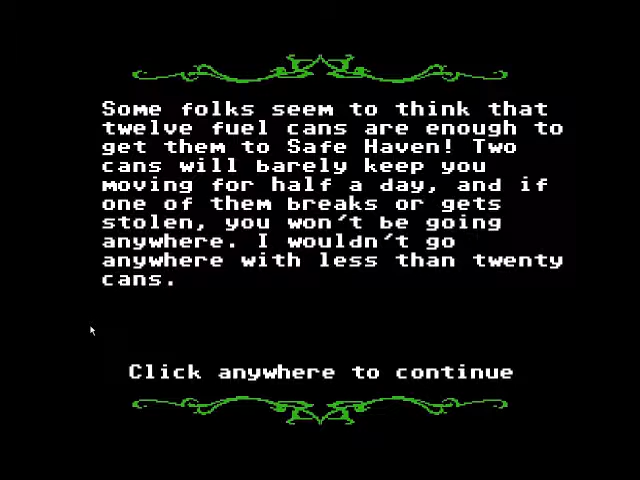 Some folks seem to think that
twelve fuel cans are enough to
get them to Safe Haven! Two
cans will barely keep you
moving for half a day, and if
one of them breaks or gets
stolen, you won't be going
anywhere. I wouldn't go
anywhere with less than twenty
cans.
Click anywhere to continue